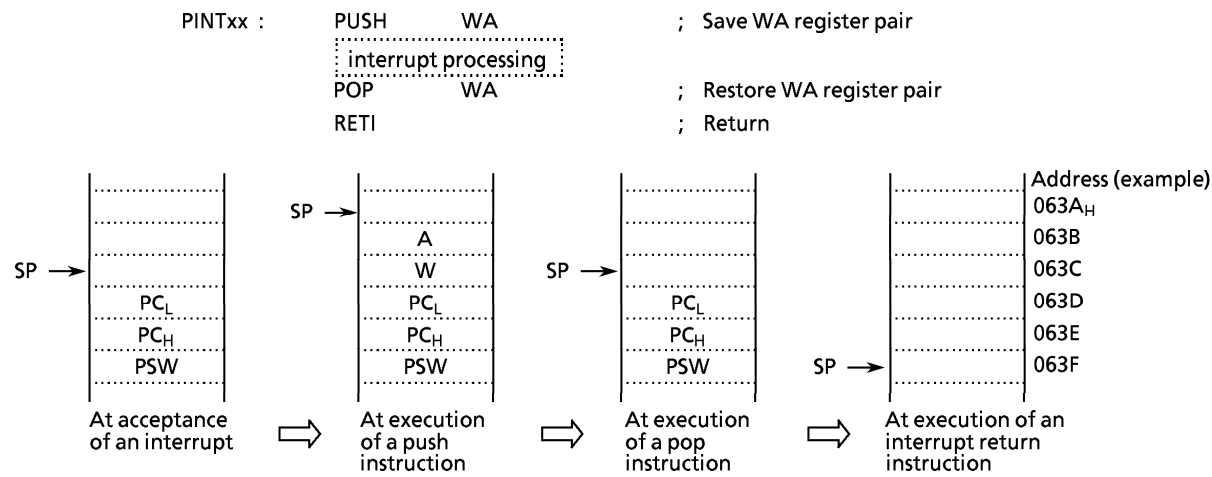 PINTxx : PUSH WA ; Save WA register pair
interrupt processing
POP WA ; Restore WA register pair
RETI ; Return
Address (example)
SP 063AH
A 063B
SP W SP 063C
PCL PCL PCL 063D
PCH PCH PCH 063E
PSW PSW PSW SP 063F
At acceptance
of an interrupt
At execution
of a push
instruction
At execution
of a pop
instruction
At execution of an
interrupt return
instruction